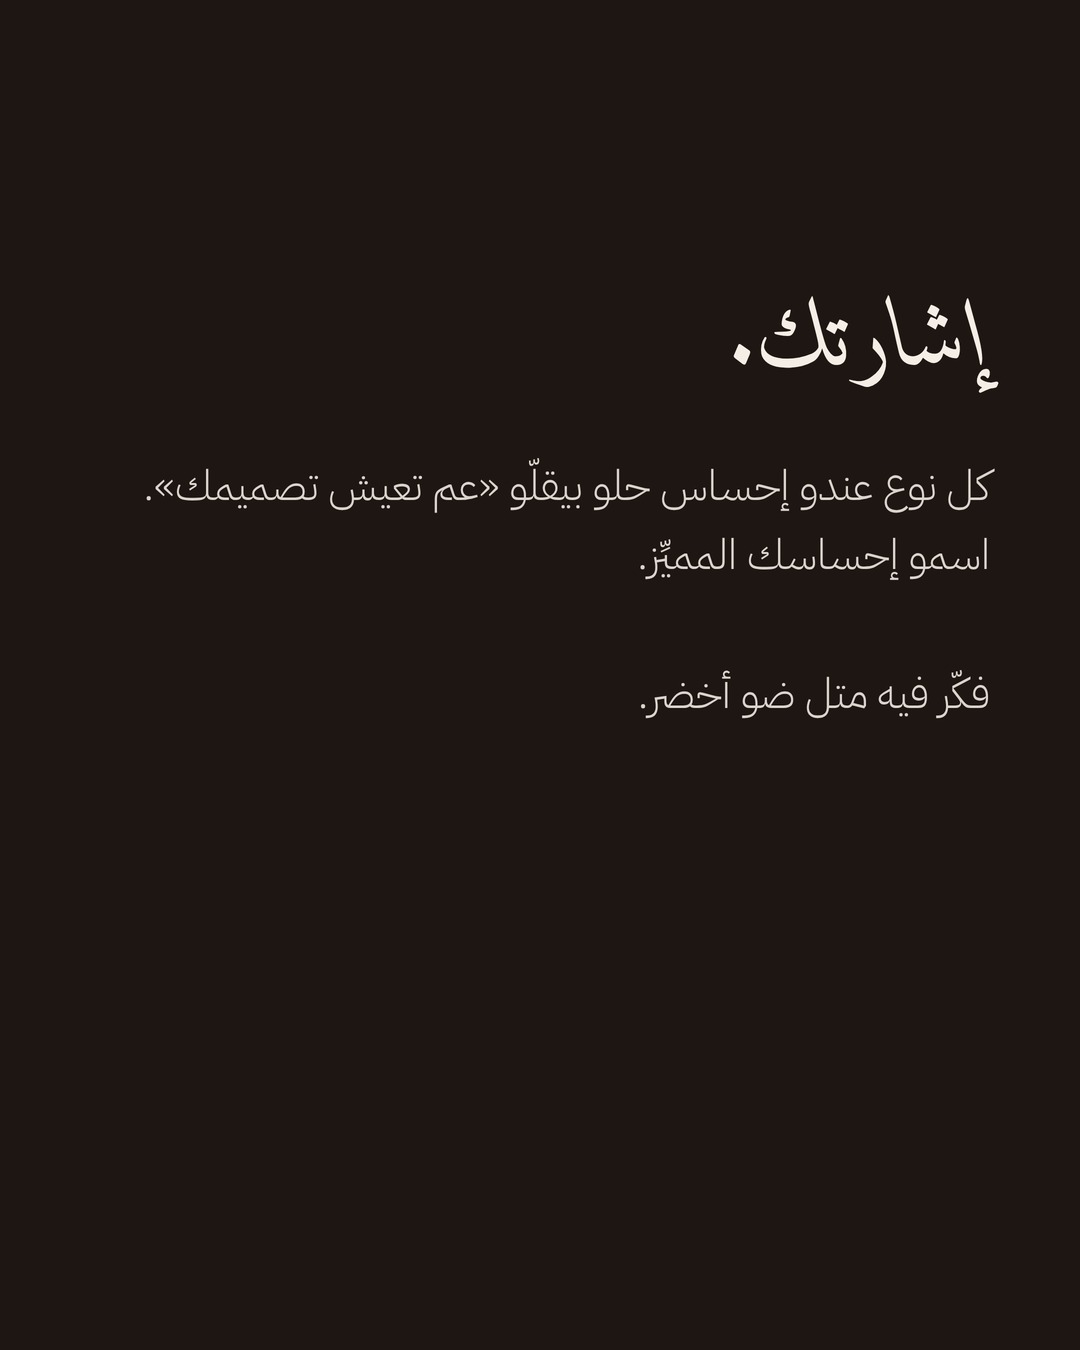 إشارتك.
كل نوع عندو إحساس حلو بيقلّو «عم تعيش تصميمك».
اسمو إحساسك المميِّز.
فكّر فيه متل ضو أخضر.